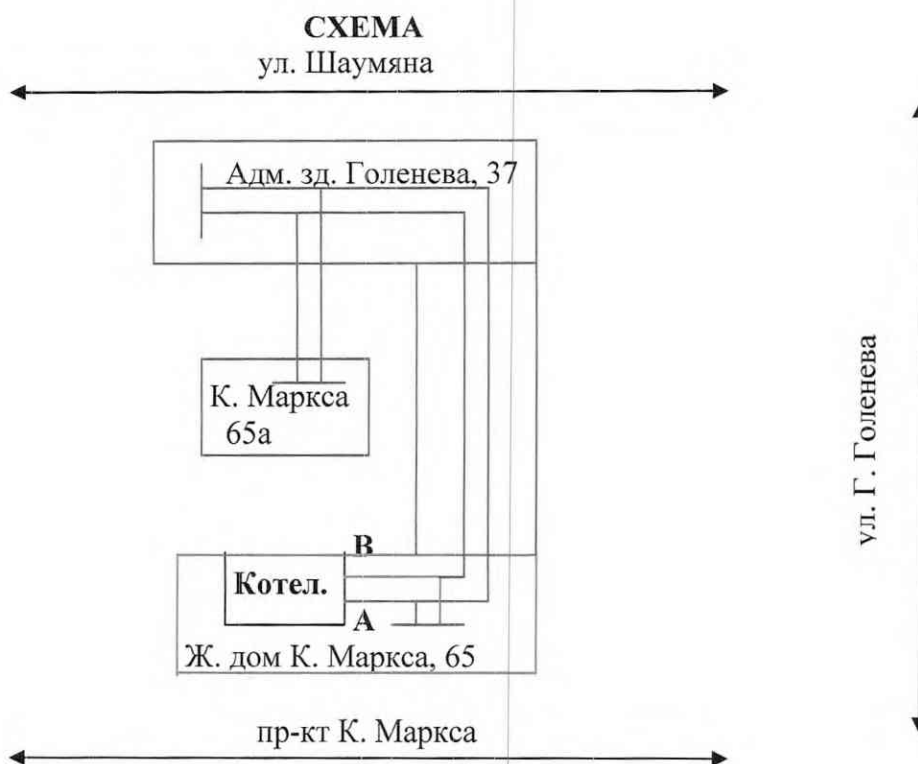 СХЕМА
ул. Шаумяна
Адм. зд. Голенева, 37
К. Маркса
65а
ул. Г. Голенева
В
Котел.
А
Ж. дом К. Маркса, 65
пр-кт К. Маркса